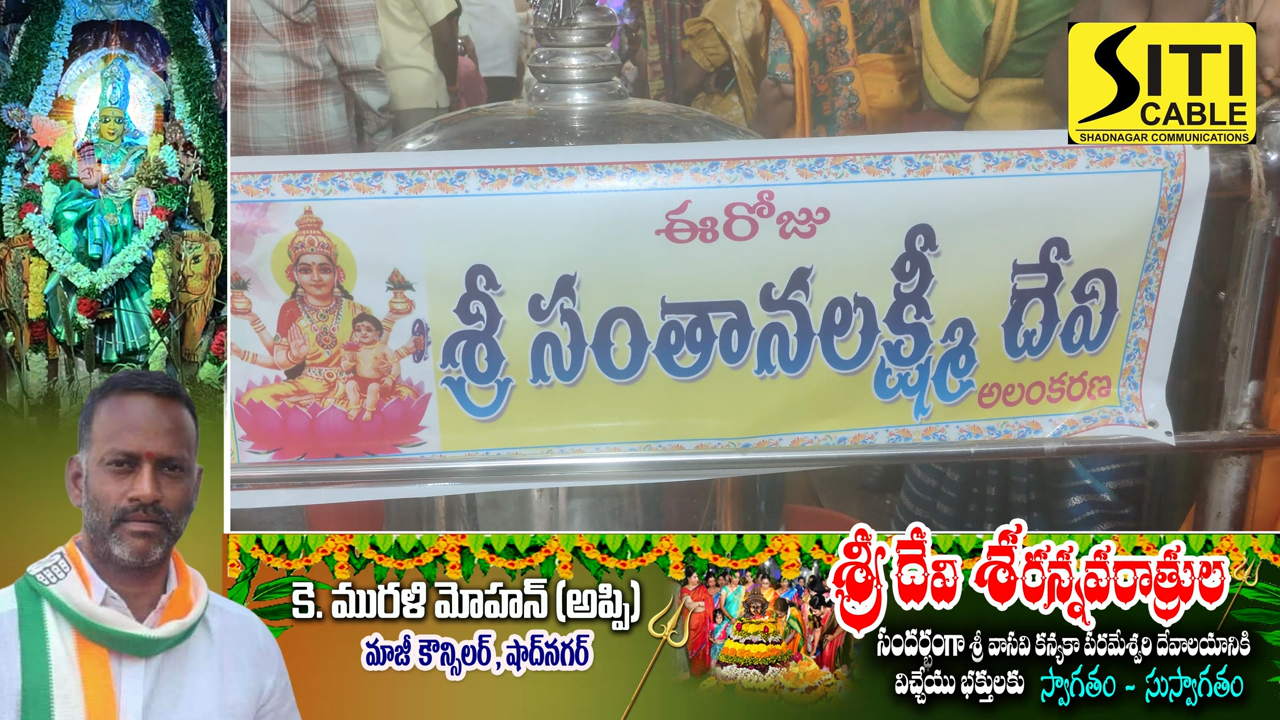 SITI
CABLE
SHADNAGAR COMMUNICATIONS
ఈరోజు
శ్రీ సంతానలక్ష్మీ దేవి
అలంకరణ
కె. మురళి మోహన్ (అప్పి)
మాజీ కౌన్సిలర్, షాద్‌నగర్
శ్రీ దేవి శరన్నవరాత్రుల
సందర్భంగా శ్రీ వాసవి కన్యకా పరమేశ్వరి దేవాలయానికి
విచ్చేయు భక్తులకు స్వాగతం - సుస్వాగతం